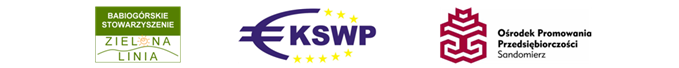 BABIOGÓRSKIE
STOWARZYSZENIE
ZIELONA
LINIA
KSWP
Ośrodek Promowania
Przedsiębiorczości
Sandomierz